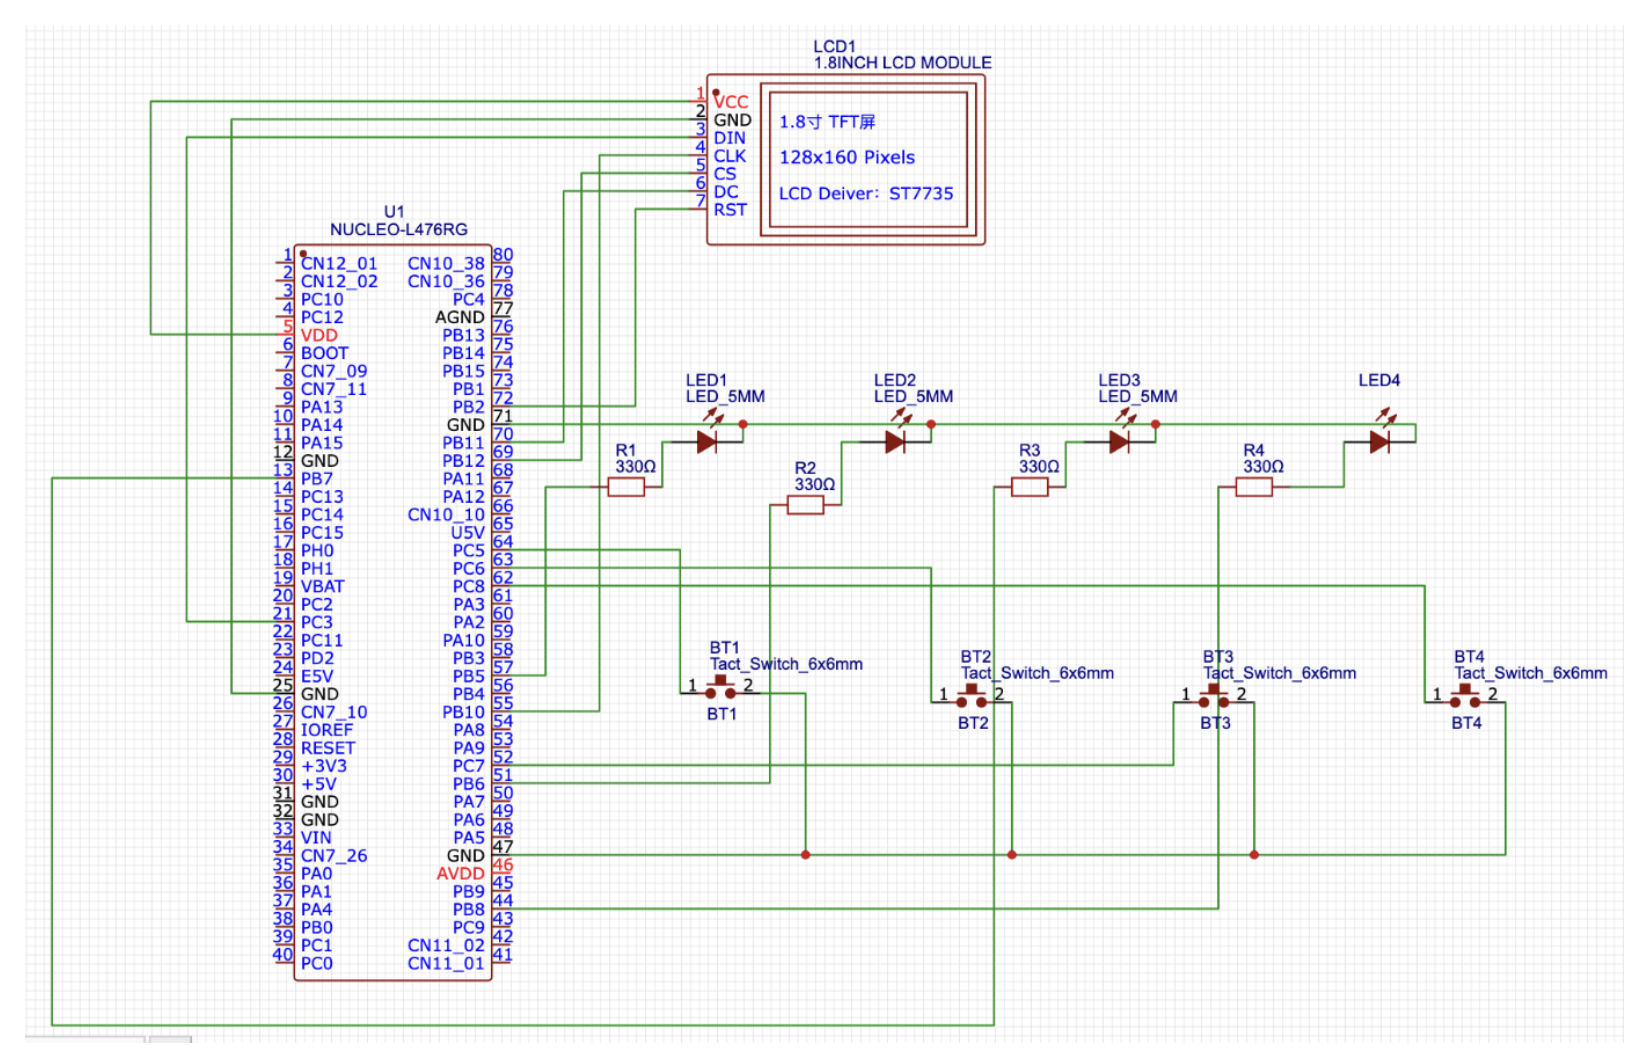 LCD1
1.8INCH LCD MODULE
1 VCC
2 GND
3 DIN
4 CLK
5 CS
6 DC
7 RST
1.8寸 TFT屏
128x160 Pixels
LCD Deiver: ST7735
U1
NUCLEO-L476RG
1 CN12_01 CN10_38 80
2 CN12_02 CN10_36 79
3 PC10 PC4 78
4 PC12 AGND 77
5 VDD PB13 76
6 BOOT PB14 75
7 CN7_09 PB15 74
8 CN7_11 PB1 73
9 PA13 PB2 72
10 PA14 GND 71
11 PA15 PB11 70
12 GND PB12 69
13 PB7 PA11 68
14 PC13 PA12 67
15 PC14 CN10_10 66
16 PC15 U5V 65
17 PH0 PC5 64
18 PH1 PC6 63
19 VBAT PC8 62
20 PC2 PA3 61
21 PC3 PA2 60
22 PC11 PA10 59
23 PD2 PB3 58
24 E5V PB5 57
25 GND PB4 56
26 CN7_10 PB10 55
27 IOREF PA8 54
28 RESET PA9 53
29 +3V3 PC7 52
30 +5V PB6 51
31 GND PA7 50
32 GND PA6 49
33 VIN PA5 48
34 CN7_26 GND 47
35 PA0 AVDD 46
36 PA1 PB9 45
37 PA4 PB8 44
38 PB0 PC9 43
39 PC1 CN11_02 42
40 PC0 CN11_01 41
LED1
LED_5MM
LED2
LED_5MM
LED3
LED_5MM
LED4
R1
330Ω
R2
330Ω
R3
330Ω
R4
330Ω
BT1
Tact_Switch_6x6mm
1 2
BT1
BT2
Tact_Switch_6x6mm
1 2
BT2
BT3
Tact_Switch_6x6mm
1 2
BT3
BT4
Tact_Switch_6x6mm
1 2
BT4